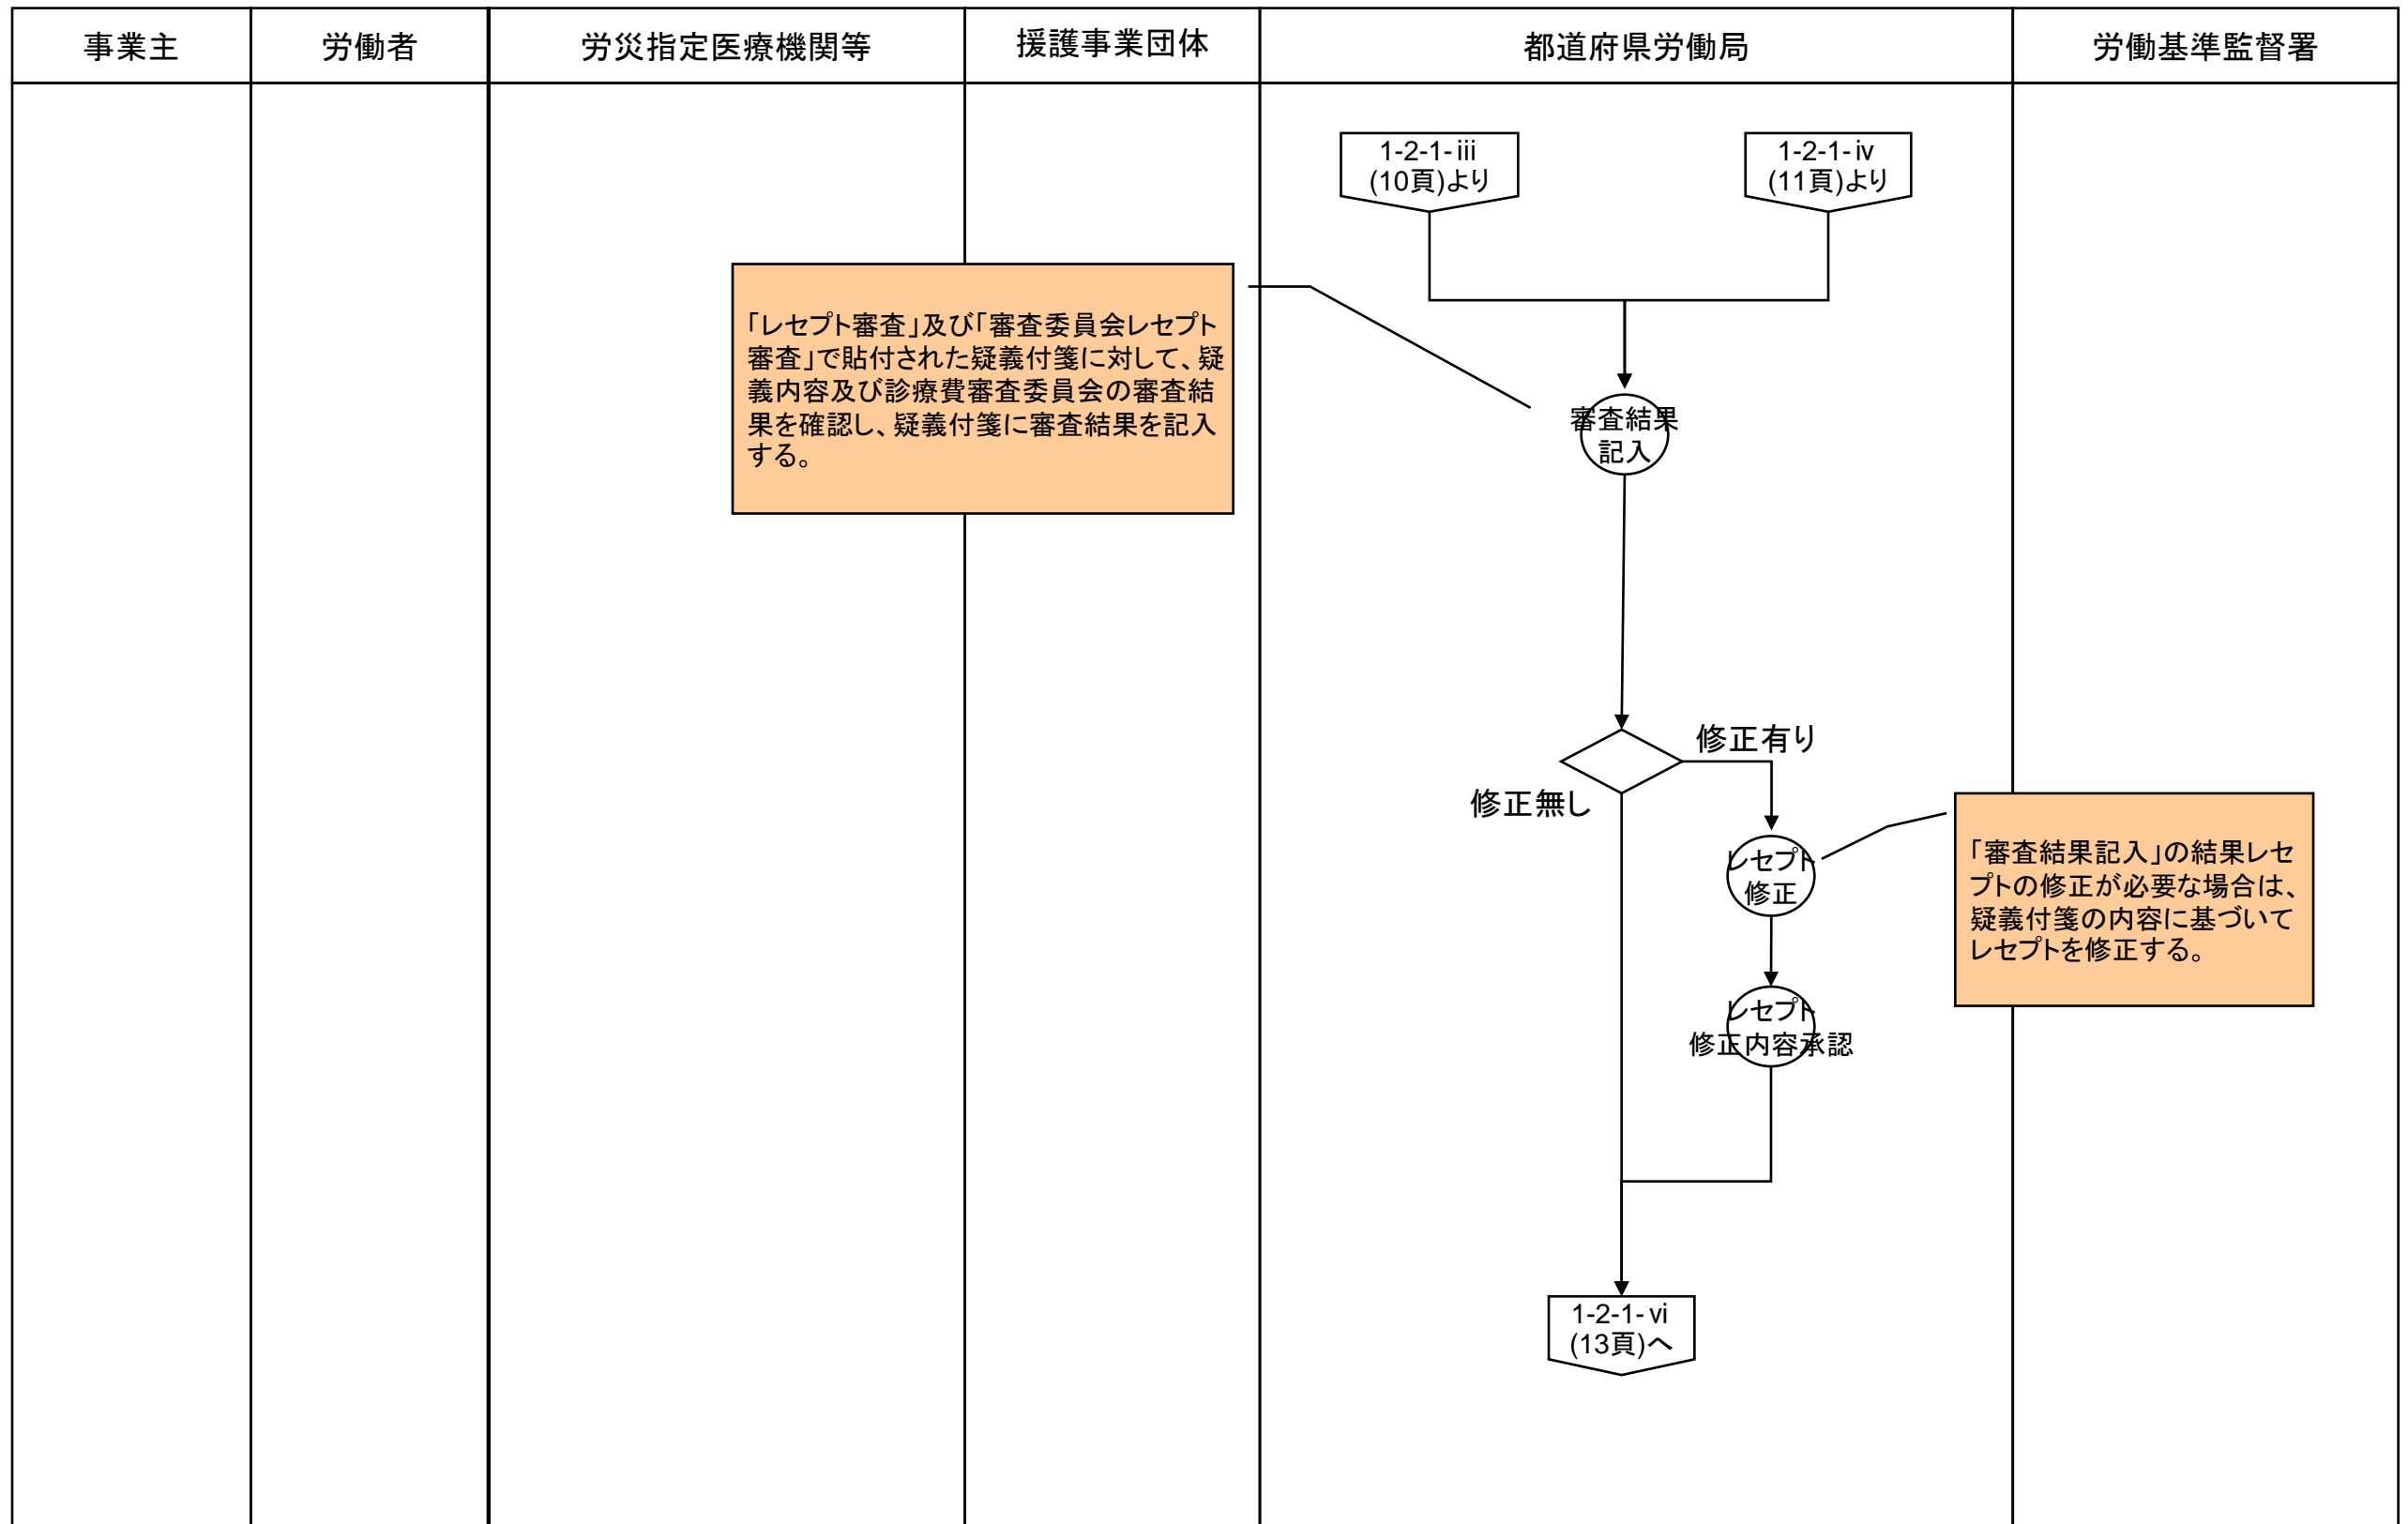 事業主
労働者
労災指定医療機関等
援護事業団体
都道府県労働局
労働基準監督署
1-2-1-ⅲ
(10頁)より
1-2-1-ⅳ
(11頁)より
「レセプト審査」及び「審査委員会レセプト
審査」で貼付された疑義付箋に対して、疑
義内容及び診療費審査委員会の審査結
果を確認し、疑義付箋に審査結果を記入
する。
審査結果
記入
修正有り
修正無し
レセプト
修正
「審査結果記入」の結果レセ
プトの修正が必要な場合は、
疑義付箋の内容に基づいて
レセプトを修正する。
レセプト
修正内容承認
1-2-1-ⅵ
(13頁)へ